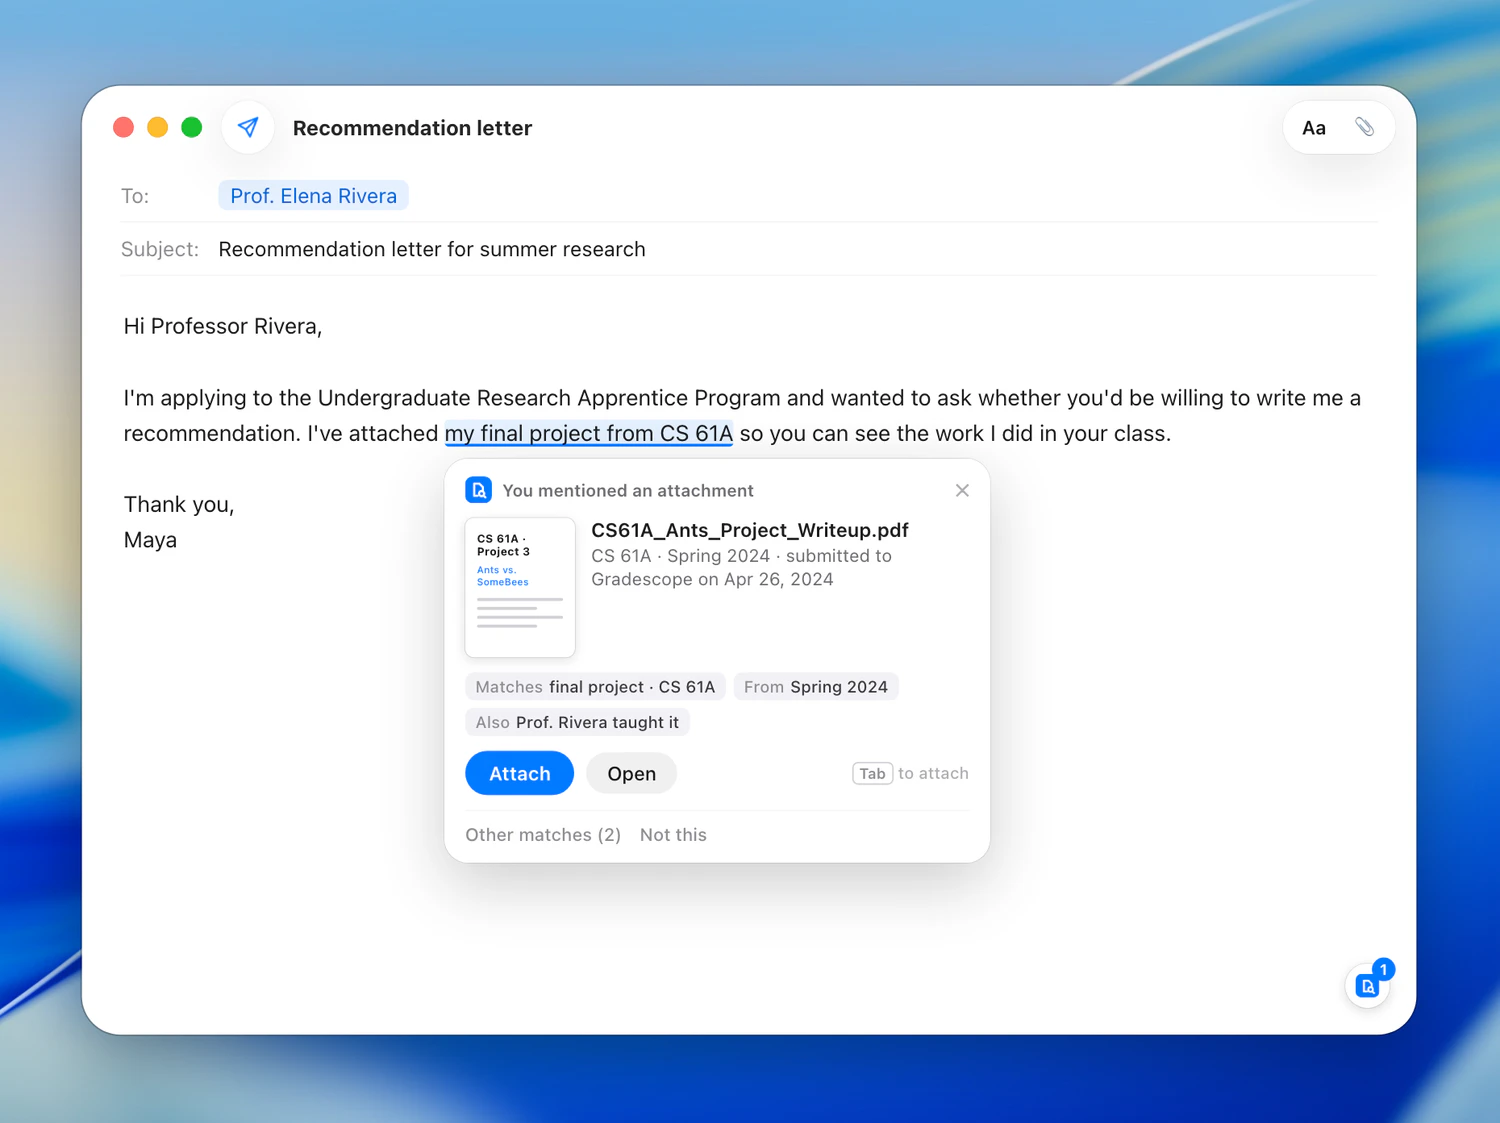 Recommendation letter
Aa
To: Prof. Elena Rivera
Subject: Recommendation letter for summer research
Hi Professor Rivera,
I'm applying to the Undergraduate Research Apprentice Program and wanted to ask whether you'd be willing to write me a
recommendation. I've attached my final project from CS 61A so you can see the work I did in your class.
Thank you,
Maya
You mentioned an attachment
CS 61A ·
Project 3
Ants vs.
SomeBees
CS61A_Ants_Project_Writeup.pdf
CS 61A · Spring 2024 · submitted to
Gradescope on Apr 26, 2024
Matches final project · CS 61A
From Spring 2024
Also Prof. Rivera taught it
Attach
Open
Tab to attach
Other matches (2)
Not this
1